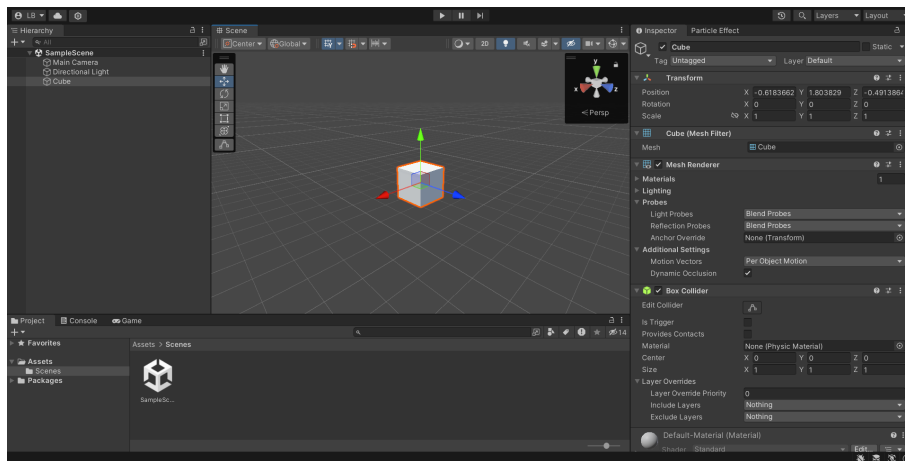 LB
Layers
Layout
Hierarchy
Scene
Inspector
Particle Effect
All
Center
Global
2D
Cube
Static
SampleScene
Tag Untagged
Layer Default
Main Camera
Directional Light
Cube
Transform
Position X -0.6183662 Y 1.803829 Z -0.4913864
Rotation X 0 Y 0 Z 0
Scale X 1 Y 1 Z 1
y
x
z
Persp
Cube (Mesh Filter)
Mesh Cube
Mesh Renderer
Materials 1
Lighting
Probes
Light Probes Blend Probes
Reflection Probes Blend Probes
Anchor Override None (Transform)
Additional Settings
Motion Vectors Per Object Motion
Dynamic Occlusion
Box Collider
Edit Collider
Is Trigger
Provides Contacts
Material None (Physic Material)
Center X 0 Y 0 Z 0
Size X 1 Y 1 Z 1
Layer Overrides
Layer Override Priority 0
Include Layers Nothing
Exclude Layers Nothing
Default-Material (Material)
Shader Standard Edit...
Project
Console
Game
14
Favorites
Assets > Scenes
Assets
Scenes
Packages
SampleSc...